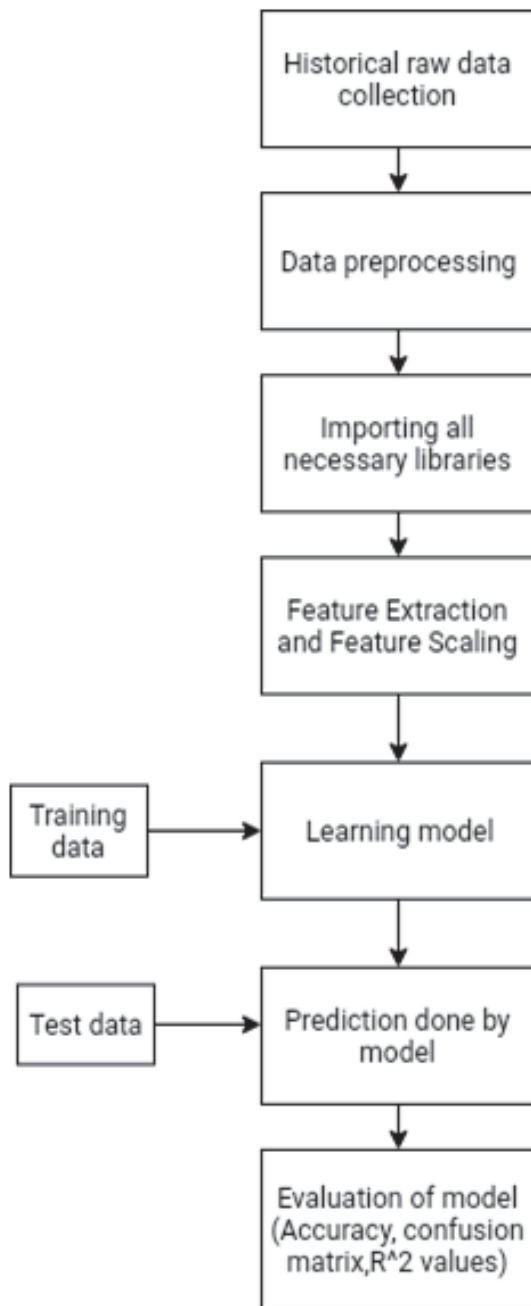 Historical raw data
collection
Data preprocessing
Importing all
necessary libraries
Feature Extraction
and Feature Scaling
Training
data
Learning model
Test data
Prediction done by
model
Evaluation of model
(Accuracy, confusion
matrix,R^2 values)